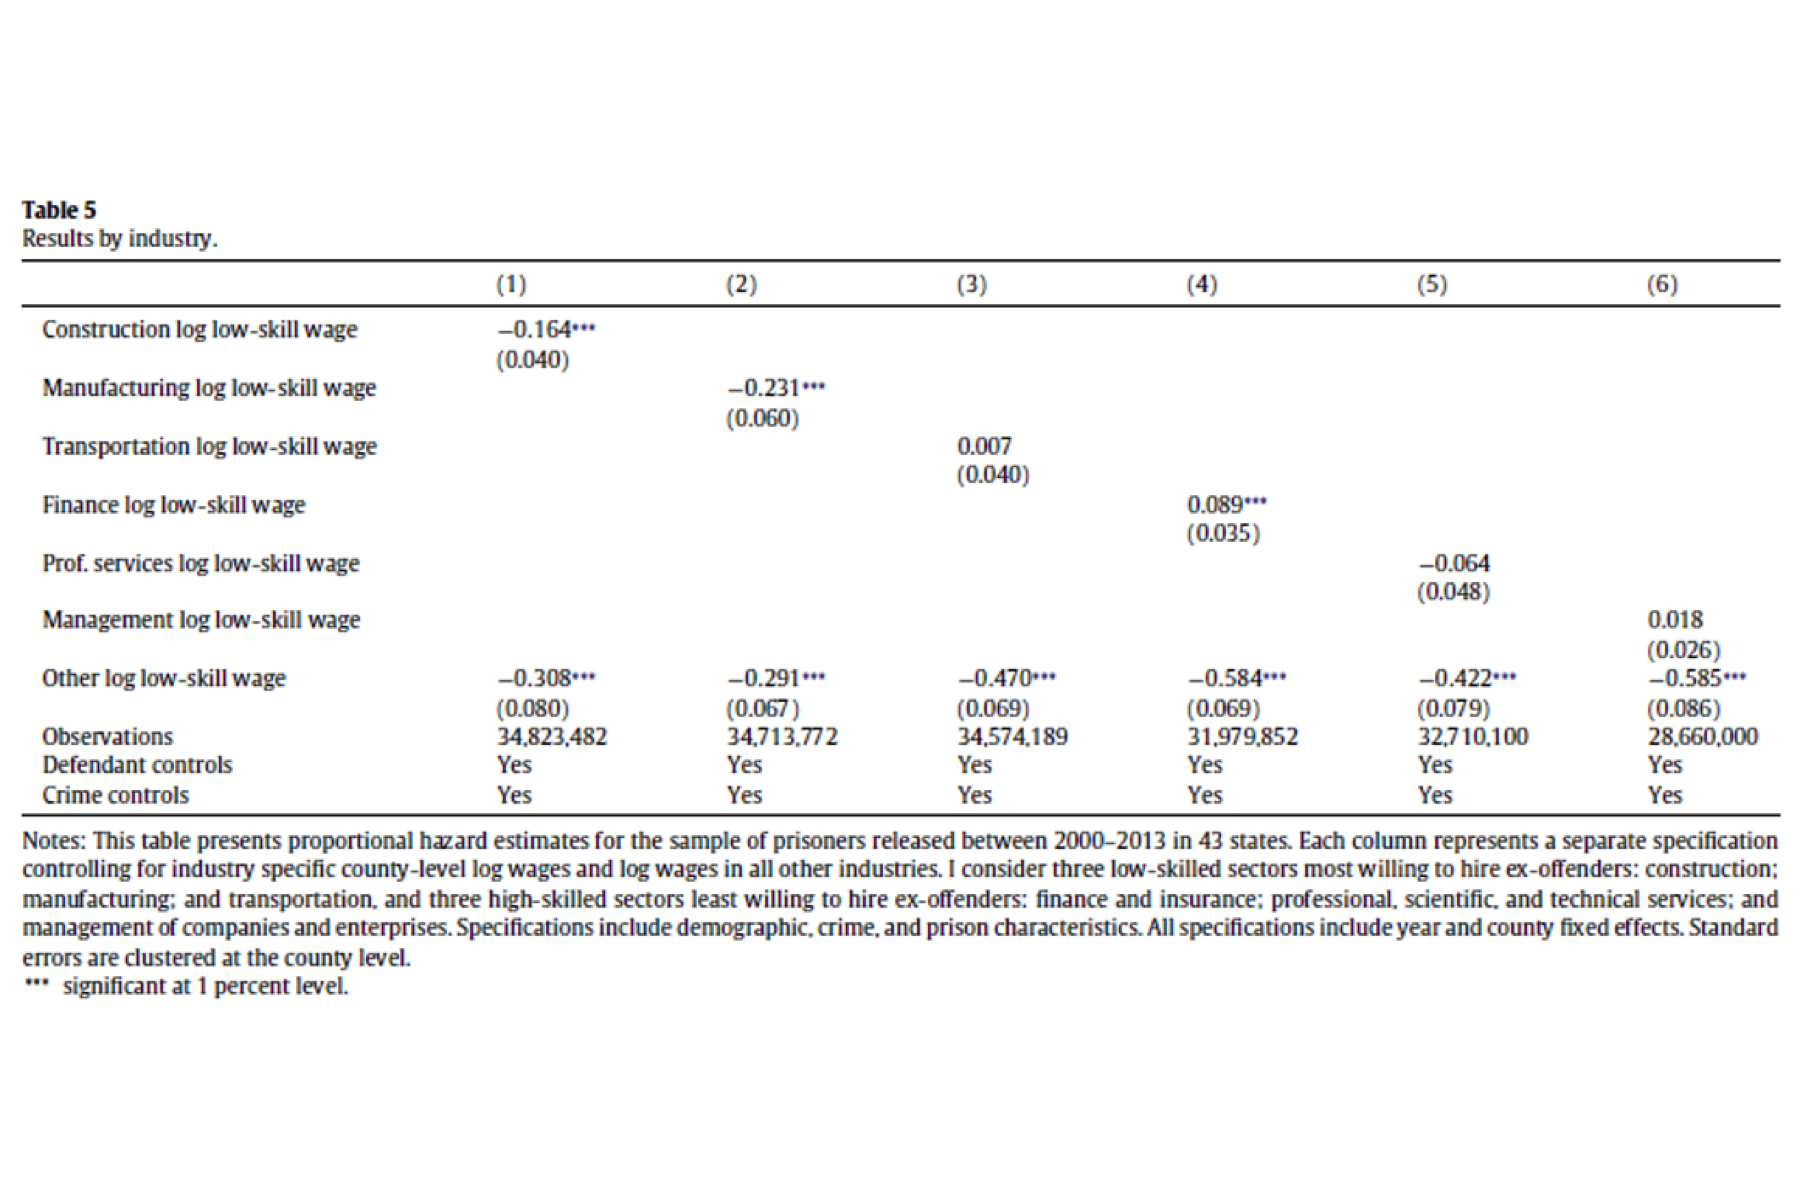 Table 5
Results by industry.
(1) (2) (3) (4) (5) (6)
Construction log low-skill wage −0.164***
(0.040)
Manufacturing log low-skill wage −0.231***
(0.060)
Transportation log low-skill wage 0.007
(0.040)
Finance log low-skill wage 0.089***
(0.035)
Prof. services log low-skill wage −0.064
(0.048)
Management log low-skill wage 0.018
(0.026)
Other log low-skill wage −0.308*** −0.291*** −0.470*** −0.584*** −0.422*** −0.585***
(0.080) (0.067) (0.069) (0.069) (0.079) (0.086)
Observations 34,823,482 34,713,772 34,574,189 31,979,852 32,710,100 28,660,000
Defendant controls Yes Yes Yes Yes Yes Yes
Crime controls Yes Yes Yes Yes Yes Yes
Notes: This table presents proportional hazard estimates for the sample of prisoners released between 2000–2013 in 43 states. Each column represents a separate specification
controlling for industry specific county-level log wages and log wages in all other industries. I consider three low-skilled sectors most willing to hire ex-offenders: construction;
manufacturing; and transportation, and three high-skilled sectors least willing to hire ex-offenders: finance and insurance; professional, scientific, and technical services; and
management of companies and enterprises. Specifications include demographic, crime, and prison characteristics. All specifications include year and county fixed effects. Standard
errors are clustered at the county level.
*** significant at 1 percent level.